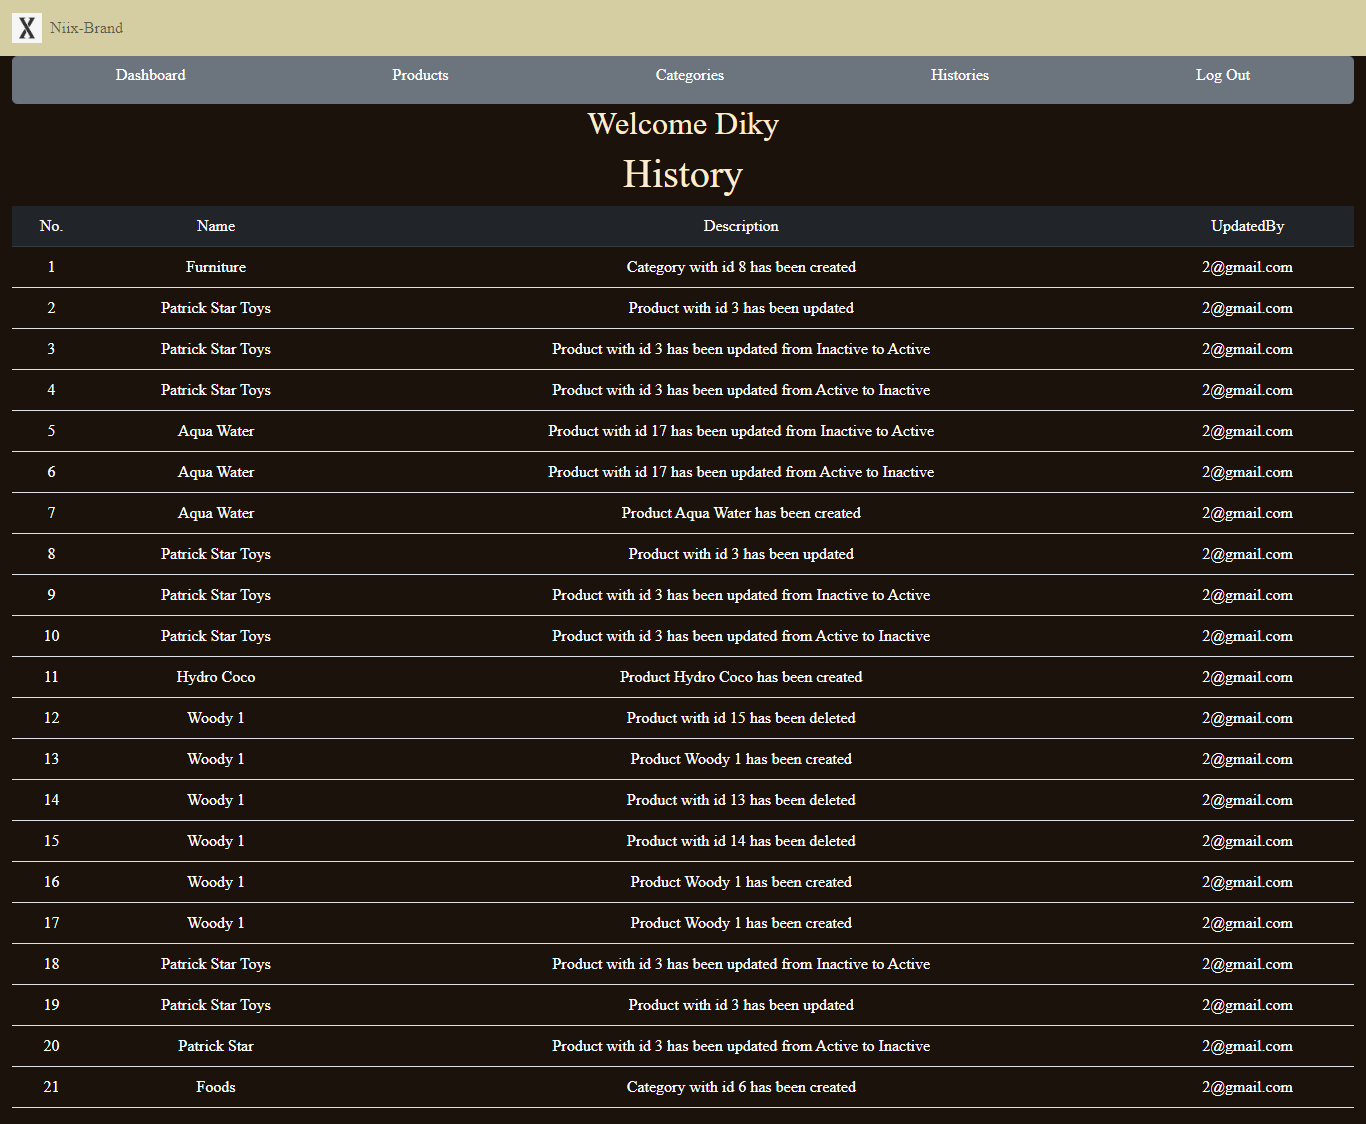 X Niix-Brand
Dashboard Products Categories Histories Log Out
Welcome Diky
History
No. Name Description UpdatedBy
1 Furniture Category with id 8 has been created 2@gmail.com
2 Patrick Star Toys Product with id 3 has been updated 2@gmail.com
3 Patrick Star Toys Product with id 3 has been updated from Inactive to Active 2@gmail.com
4 Patrick Star Toys Product with id 3 has been updated from Active to Inactive 2@gmail.com
5 Aqua Water Product with id 17 has been updated from Inactive to Active 2@gmail.com
6 Aqua Water Product with id 17 has been updated from Active to Inactive 2@gmail.com
7 Aqua Water Product Aqua Water has been created 2@gmail.com
8 Patrick Star Toys Product with id 3 has been updated 2@gmail.com
9 Patrick Star Toys Product with id 3 has been updated from Inactive to Active 2@gmail.com
10 Patrick Star Toys Product with id 3 has been updated from Active to Inactive 2@gmail.com
11 Hydro Coco Product Hydro Coco has been created 2@gmail.com
12 Woody 1 Product with id 15 has been deleted 2@gmail.com
13 Woody 1 Product Woody 1 has been created 2@gmail.com
14 Woody 1 Product with id 13 has been deleted 2@gmail.com
15 Woody 1 Product with id 14 has been deleted 2@gmail.com
16 Woody 1 Product Woody 1 has been created 2@gmail.com
17 Woody 1 Product Woody 1 has been created 2@gmail.com
18 Patrick Star Toys Product with id 3 has been updated from Inactive to Active 2@gmail.com
19 Patrick Star Toys Product with id 3 has been updated 2@gmail.com
20 Patrick Star Product with id 3 has been updated from Active to Inactive 2@gmail.com
21 Foods Category with id 6 has been created 2@gmail.com